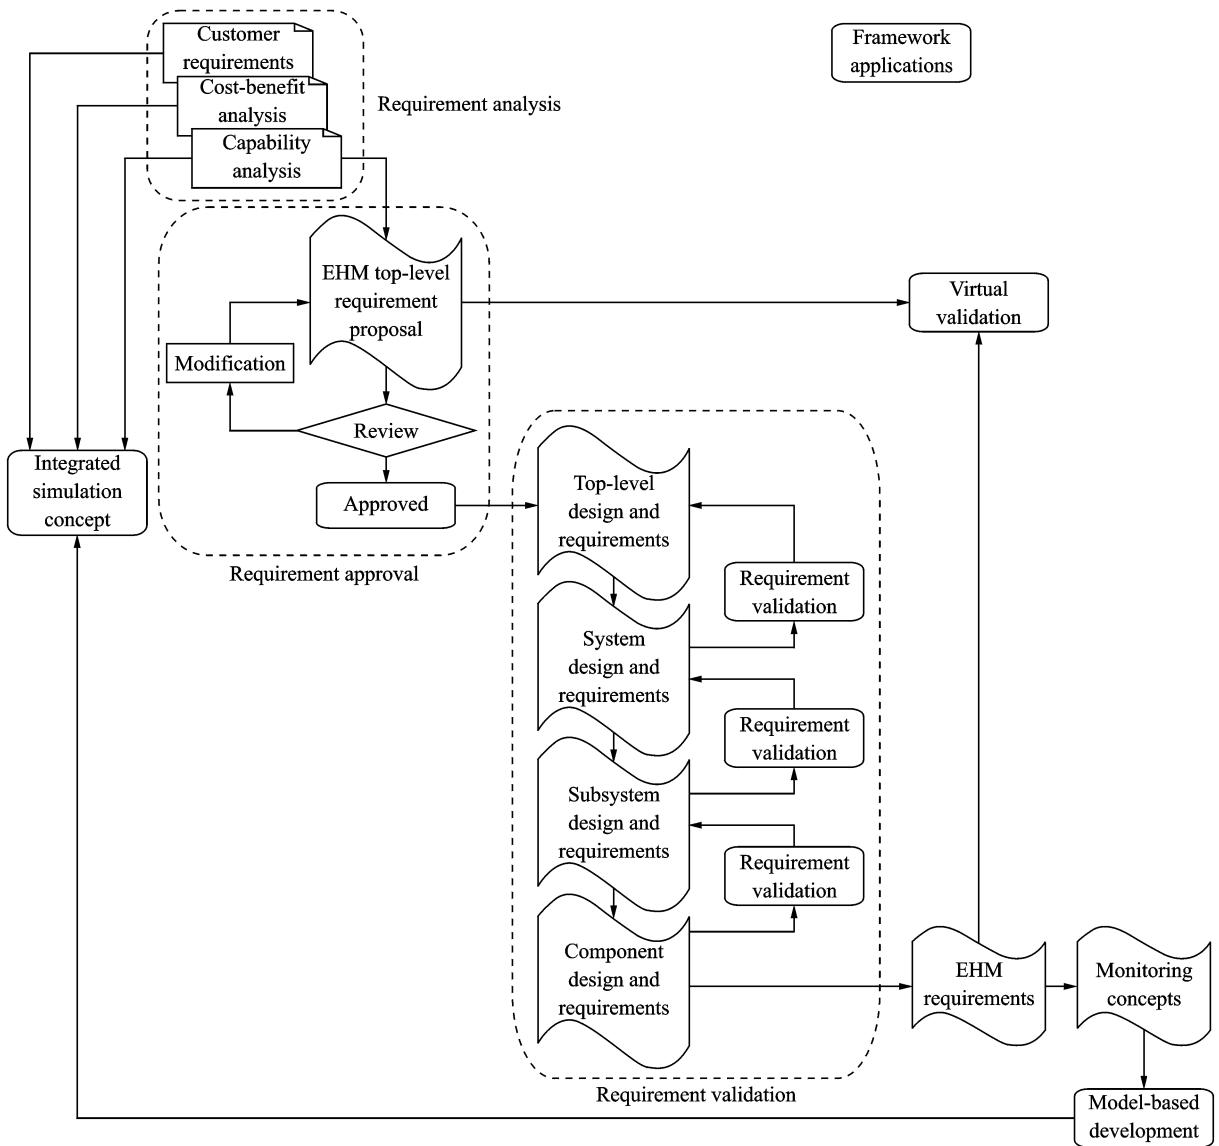 Customer
requirements
Cost-benefit
analysis
Capability
analysis
Requirement analysis
Framework
applications
EHM top-level
requirement
proposal
Modification
Review
Approved
Requirement approval
Integrated
simulation
concept
Virtual
validation
Top-level
design and
requirements
Requirement
validation
System
design and
requirements
Requirement
validation
Subsystem
design and
requirements
Requirement
validation
Component
design and
requirements
Requirement validation
EHM
requirements
Monitoring
concepts
Model-based
development